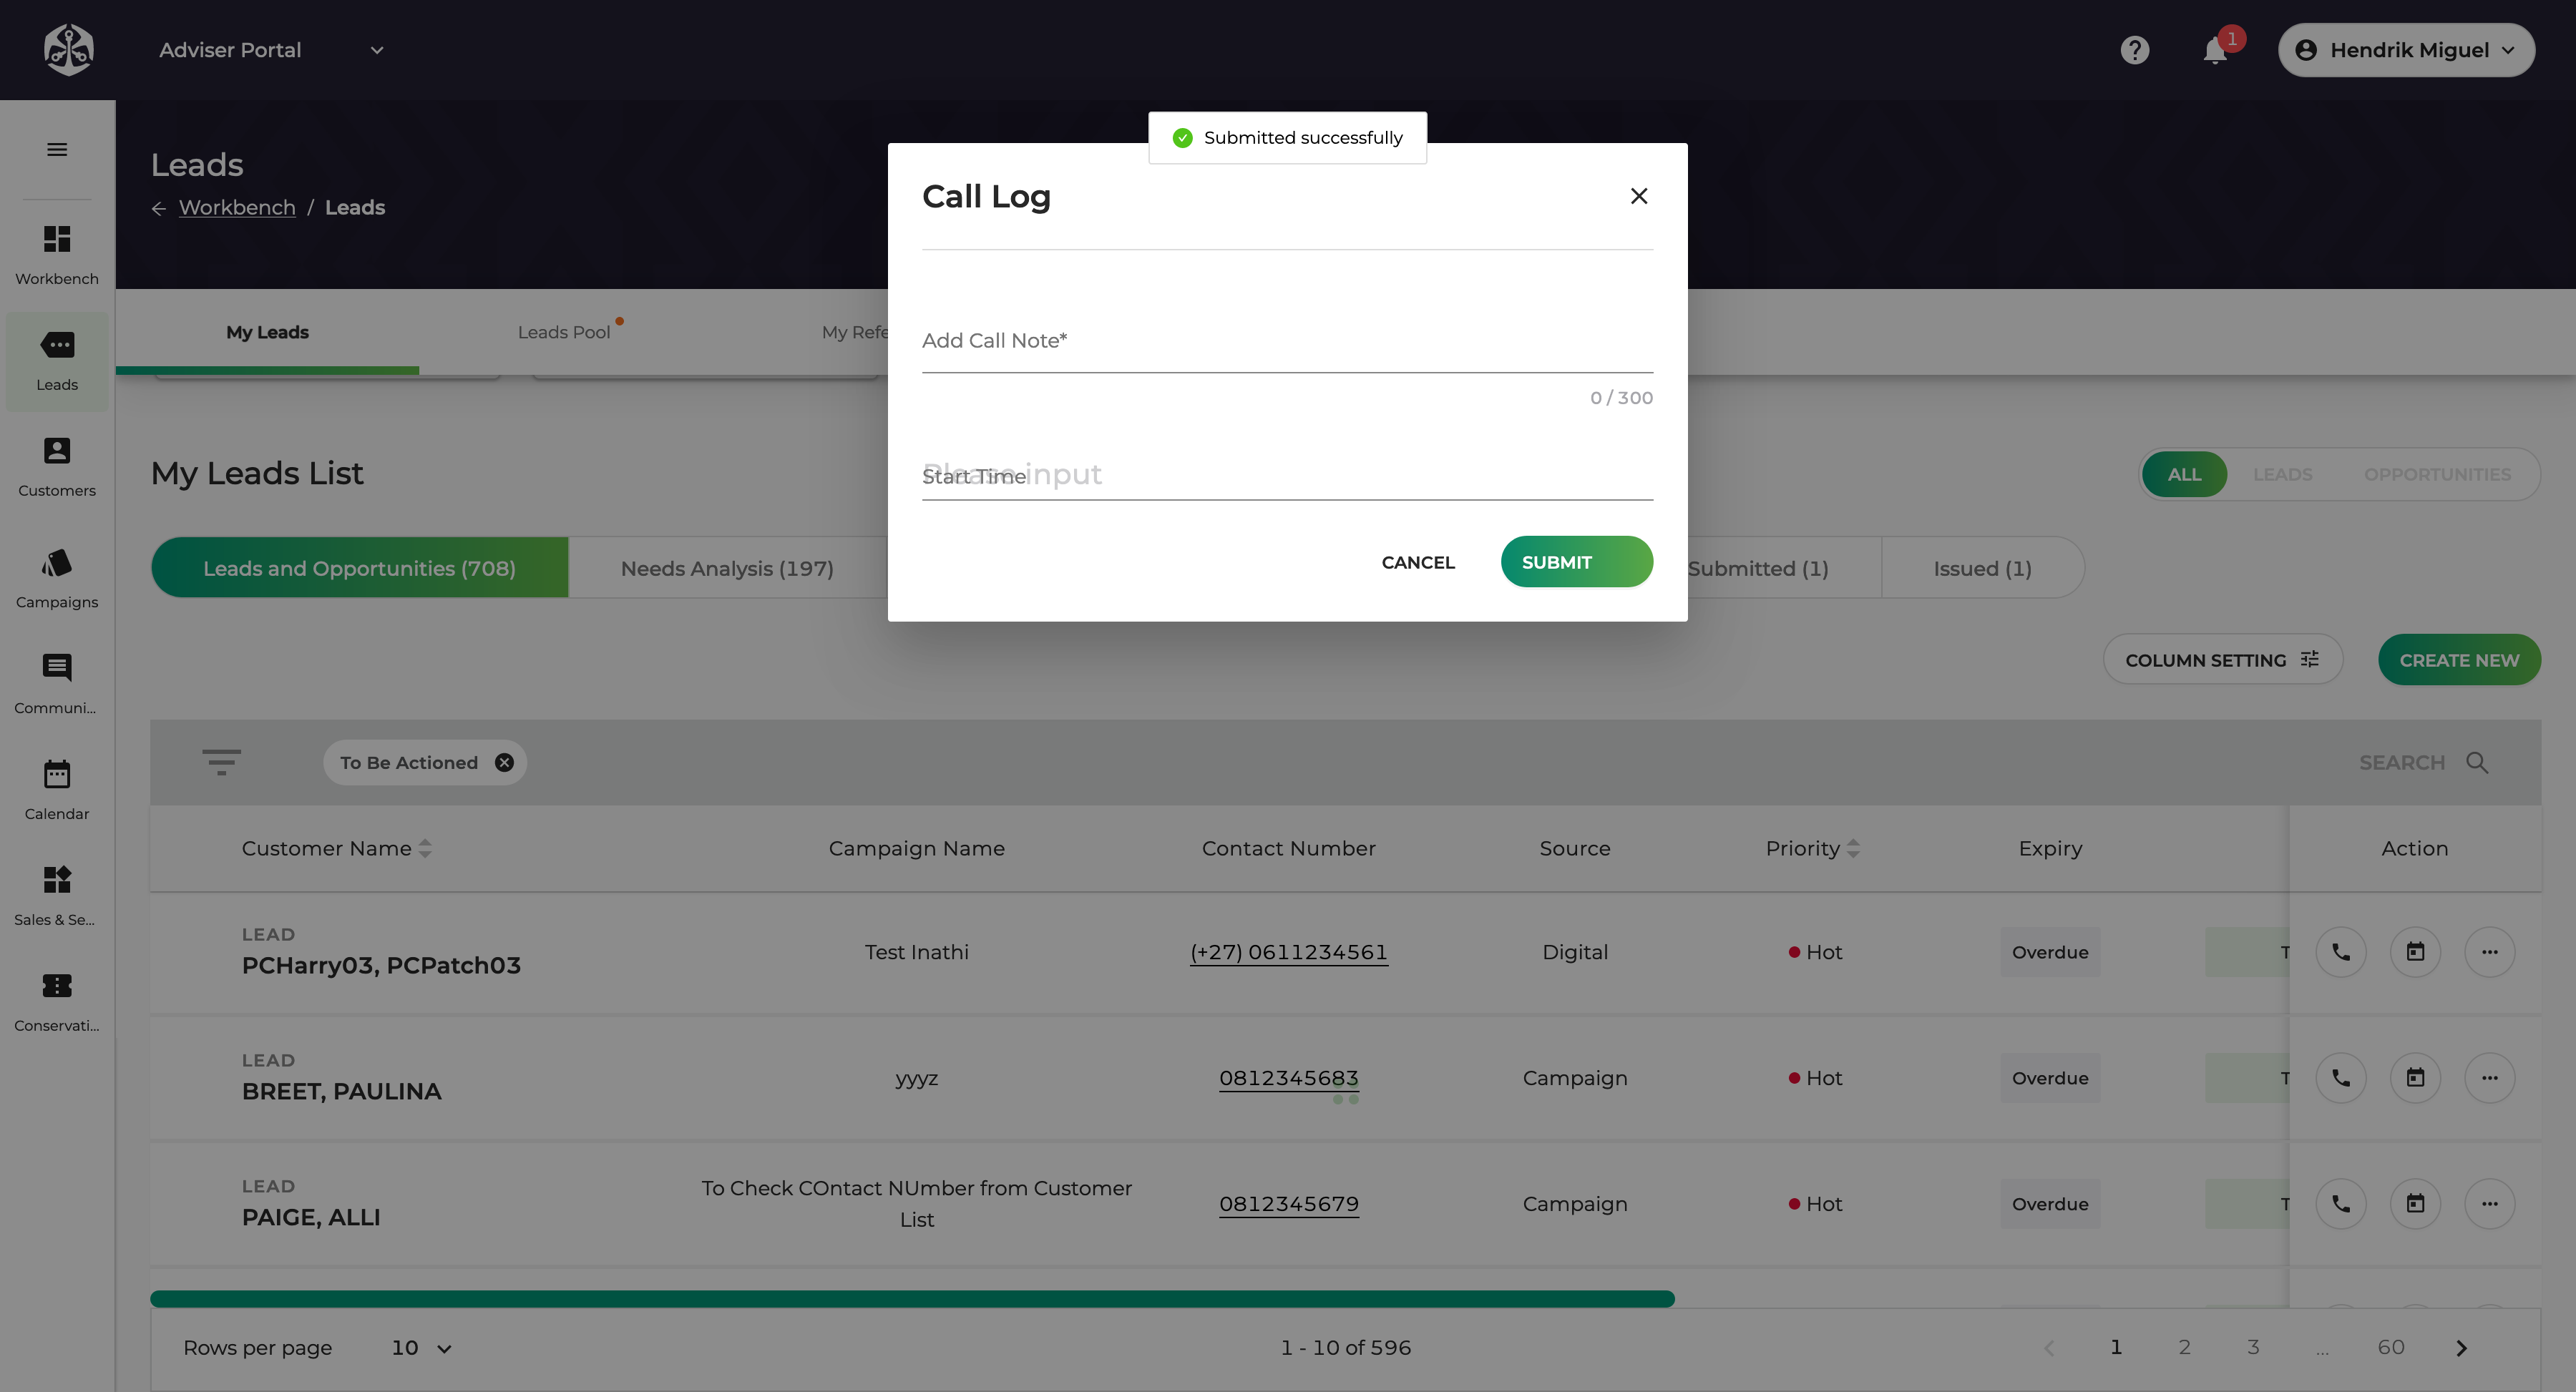 Adviser Portal
1
Hendrik Miguel
Submitted successfully
Leads
Workbench / Leads
Call Log
Workbench
Leads
Customers
Campaigns
Communi...
Calendar
Sales & Se...
Conservati...
My Leads
Leads Pool
My Refe
Add Call Note*
0 / 300
Please input
Start Time
CANCEL
SUBMIT
My Leads List
ALL
LEADS
OPPORTUNITIES
Leads and Opportunities (708)
Needs Analysis (197)
Submitted (1)
Issued (1)
COLUMN SETTING
CREATE NEW
To Be Actioned
SEARCH
Customer Name
Campaign Name
Contact Number
Source
Priority
Expiry
Action
LEAD
PCHarry03, PCPatch03
Test Inathi
(+27) 0611234561
Digital
Hot
Overdue
T
LEAD
BREET, PAULINA
yyyz
0812345683
Campaign
Hot
Overdue
T
LEAD
PAIGE, ALLI
To Check COntact NUmber from Customer
List
0812345679
Campaign
Hot
Overdue
T
Rows per page
10
1 - 10 of 596
1 2 3 ... 60